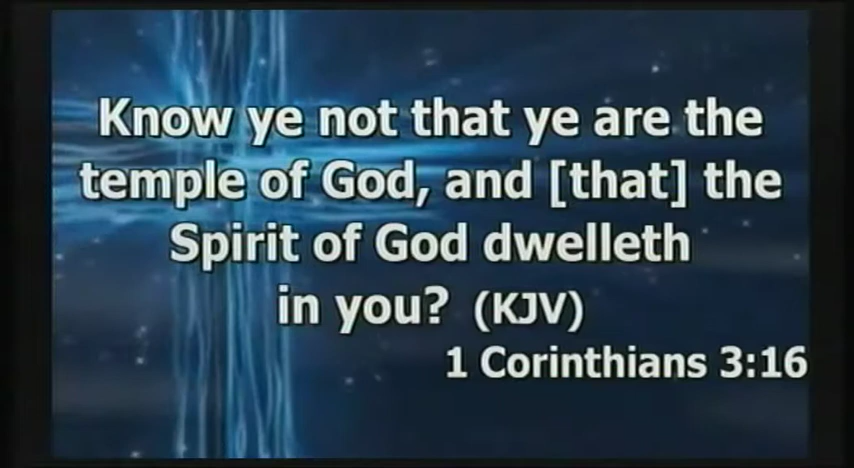 Know ye not that ye are the
temple of God, and [that] the
Spirit of God dwelleth
in you? (KJV)
1 Corinthians 3:16